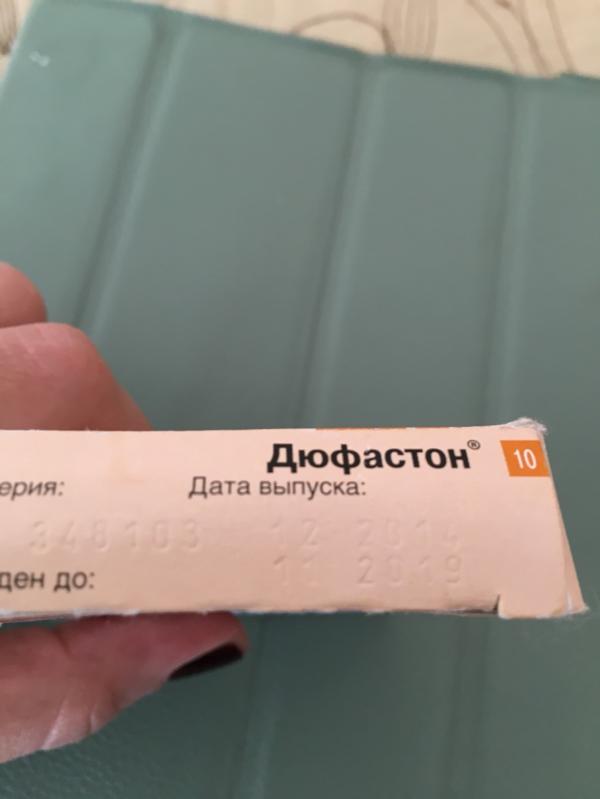 Дюфастон® 10
ерия: Дата выпуска:
348103 12 2014
ден до: 11 2019